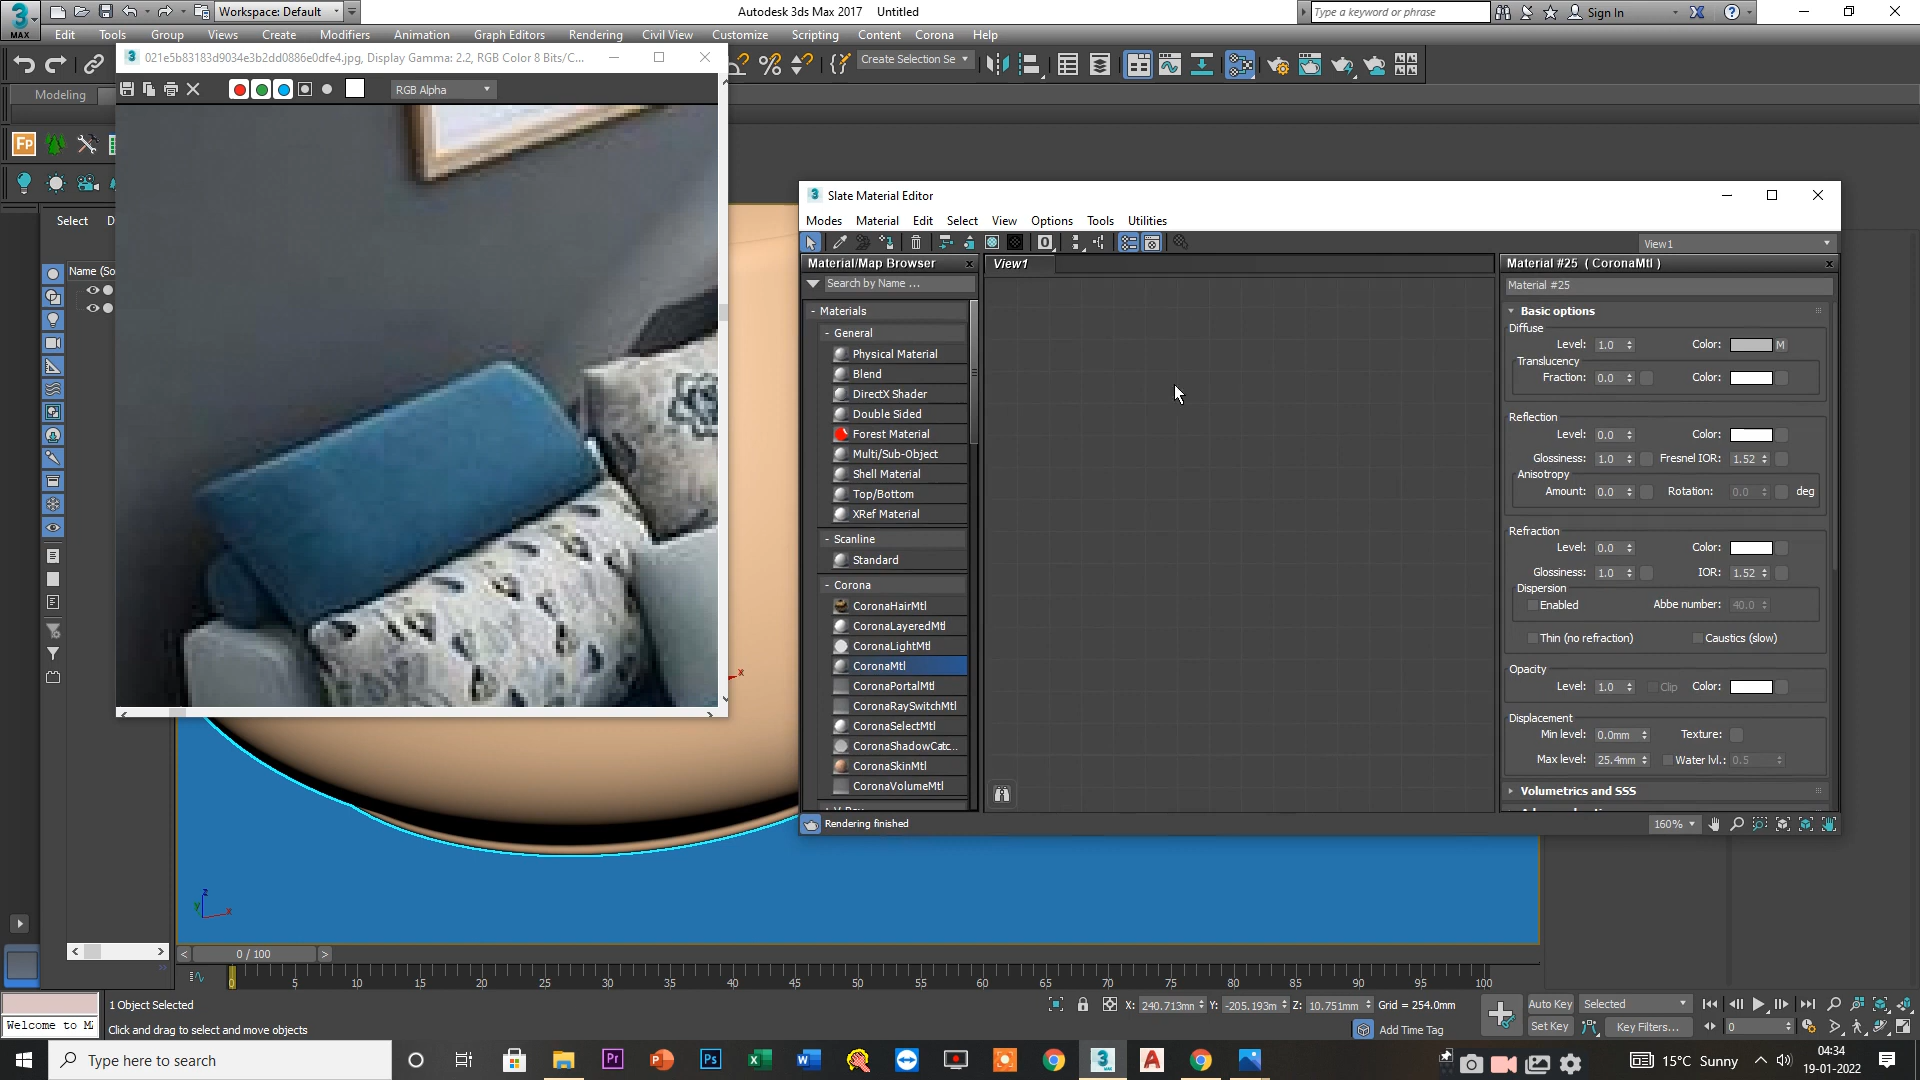 3
MAX
Workspace: Default
Autodesk 3ds Max 2017    Untitled
Type a keyword or phrase
Sign In
Edit
Tools
Group
Views
Create
Modifiers
Animation
Graph Editors
Rendering
Civil View
Customize
Scripting
Content
Corona
Help
021e5b83183d9034e3b2dd0886e0dfe4.jpg, Display Gamma: 2.2, RGB Color 8 Bits/C...
Create Selection Se
RGB Alpha
Modeling
Fp
Select
D
Name (So
Slate Material Editor
Modes
Material
Edit
Select
View
Options
Tools
Utilities
View1
Material/Map Browser
Search by Name ...
- Materials
- General
Physical Material
Blend
DirectX Shader
Double Sided
Forest Material
Multi/Sub-Object
Shell Material
Top/Bottom
XRef Material
- Scanline
Standard
- Corona
CoronaHairMtl
CoronaLayeredMtl
CoronaLightMtl
CoronaMtl
CoronaPortalMtl
CoronaRaySwitchMtl
CoronaSelectMtl
CoronaShadowCatc...
CoronaSkinMtl
CoronaVolumeMtl
View1
Material #25 ( CoronaMtl )
Material #25
Basic options
Diffuse
Level: 1.0
Color:
M
Translucency
Fraction: 0.0
Color:
Reflection
Level: 0.0
Color:
Glossiness: 1.0
Fresnel IOR: 1.52
Anisotropy
Amount: 0.0
Rotation: 0.0
deg
Refraction
Level: 0.0
Color:
Glossiness: 1.0
IOR: 1.52
Dispersion
Enabled
Abbe number: 40.0
Thin (no refraction)
Caustics (slow)
Opacity
Level: 1.0
Clip
Color:
Displacement
Min level: 0.0mm
Texture:
Max level: 25.4mm
Water lvl.: 0.5
Volumetrics and SSS
Rendering finished
160%
x
z
y
x
0 / 100
0 5 10 15 20 25 30 35 40 45 50 55 60 65 70 75 80 85 90 95 100
1 Object Selected
X: 240.713mm
Y: -205.193m
Z: 10.751mm
Grid = 254.0mm
Auto Key
Selected
Welcome to M
Click and drag to select and move objects
Add Time Tag
Set Key
Key Filters...
0
Type here to search
15°C Sunny
04:34
19-01-2022